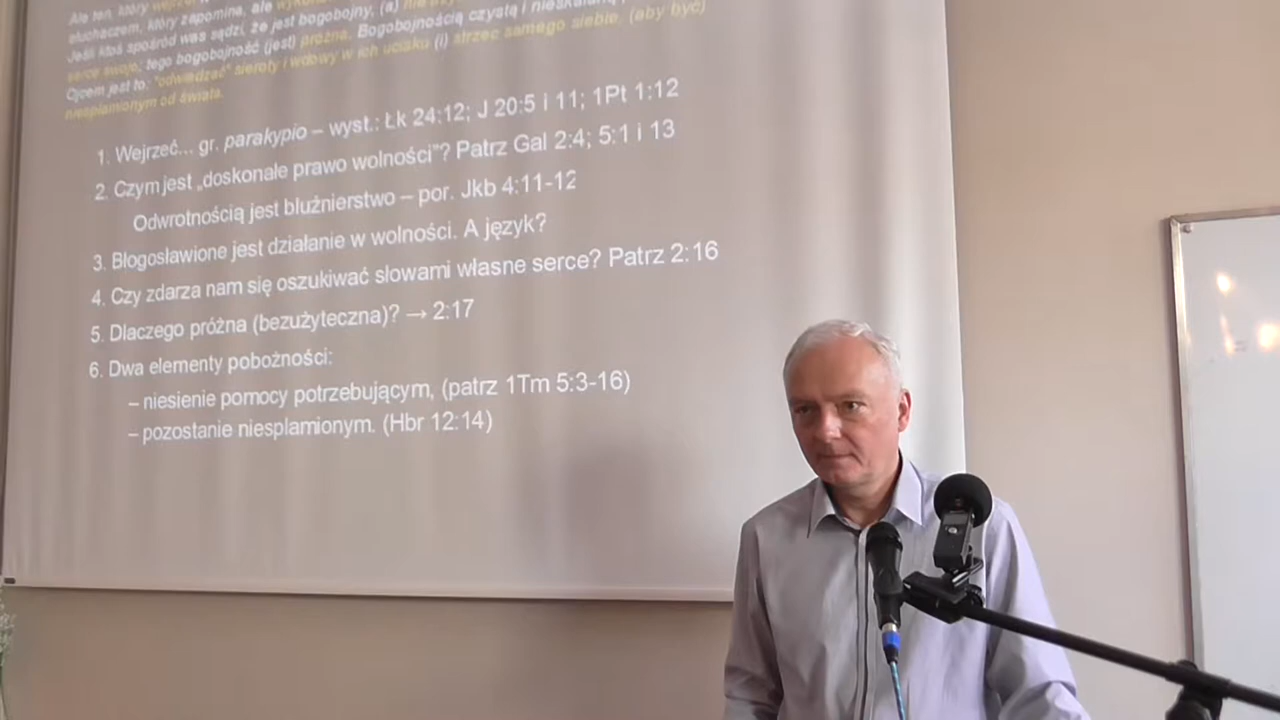 Ale ten, który
słuchaczem, który zapomina, ale
Jeśli ktoś spośród was sądzi, że jest bogobojny, (a)
serce swoje, tego bogobojność (jest) próżna. Bogobojnością czystą i nieskalaną
Ojcem jest to: "odwiedzać" sieroty i wdowy w ich ucisku (i) strzec samego siebie, (aby być)
niesplamionym od świata.
1. Wejrzeć... gr. parakypio – wyst.: Łk 24:12; J 20:5 i 11; 1Pt 1:12
2. Czym jest „doskonałe prawo wolności”? Patrz Gal 2:4; 5:1 i 13
Odwrotnością jest bluźnierstwo – por. Jkb 4:11-12
3. Błogosławione jest działanie w wolności. A język?
4. Czy zdarza nam się oszukiwać słowami własne serce? Patrz 2:16
5. Dlaczego próżna (bezużyteczna)? → 2:17
6. Dwa elementy pobożności:
– niesienie pomocy potrzebującym, (patrz 1Tm 5:3-16)
– pozostanie niesplamionym. (Hbr 12:14)